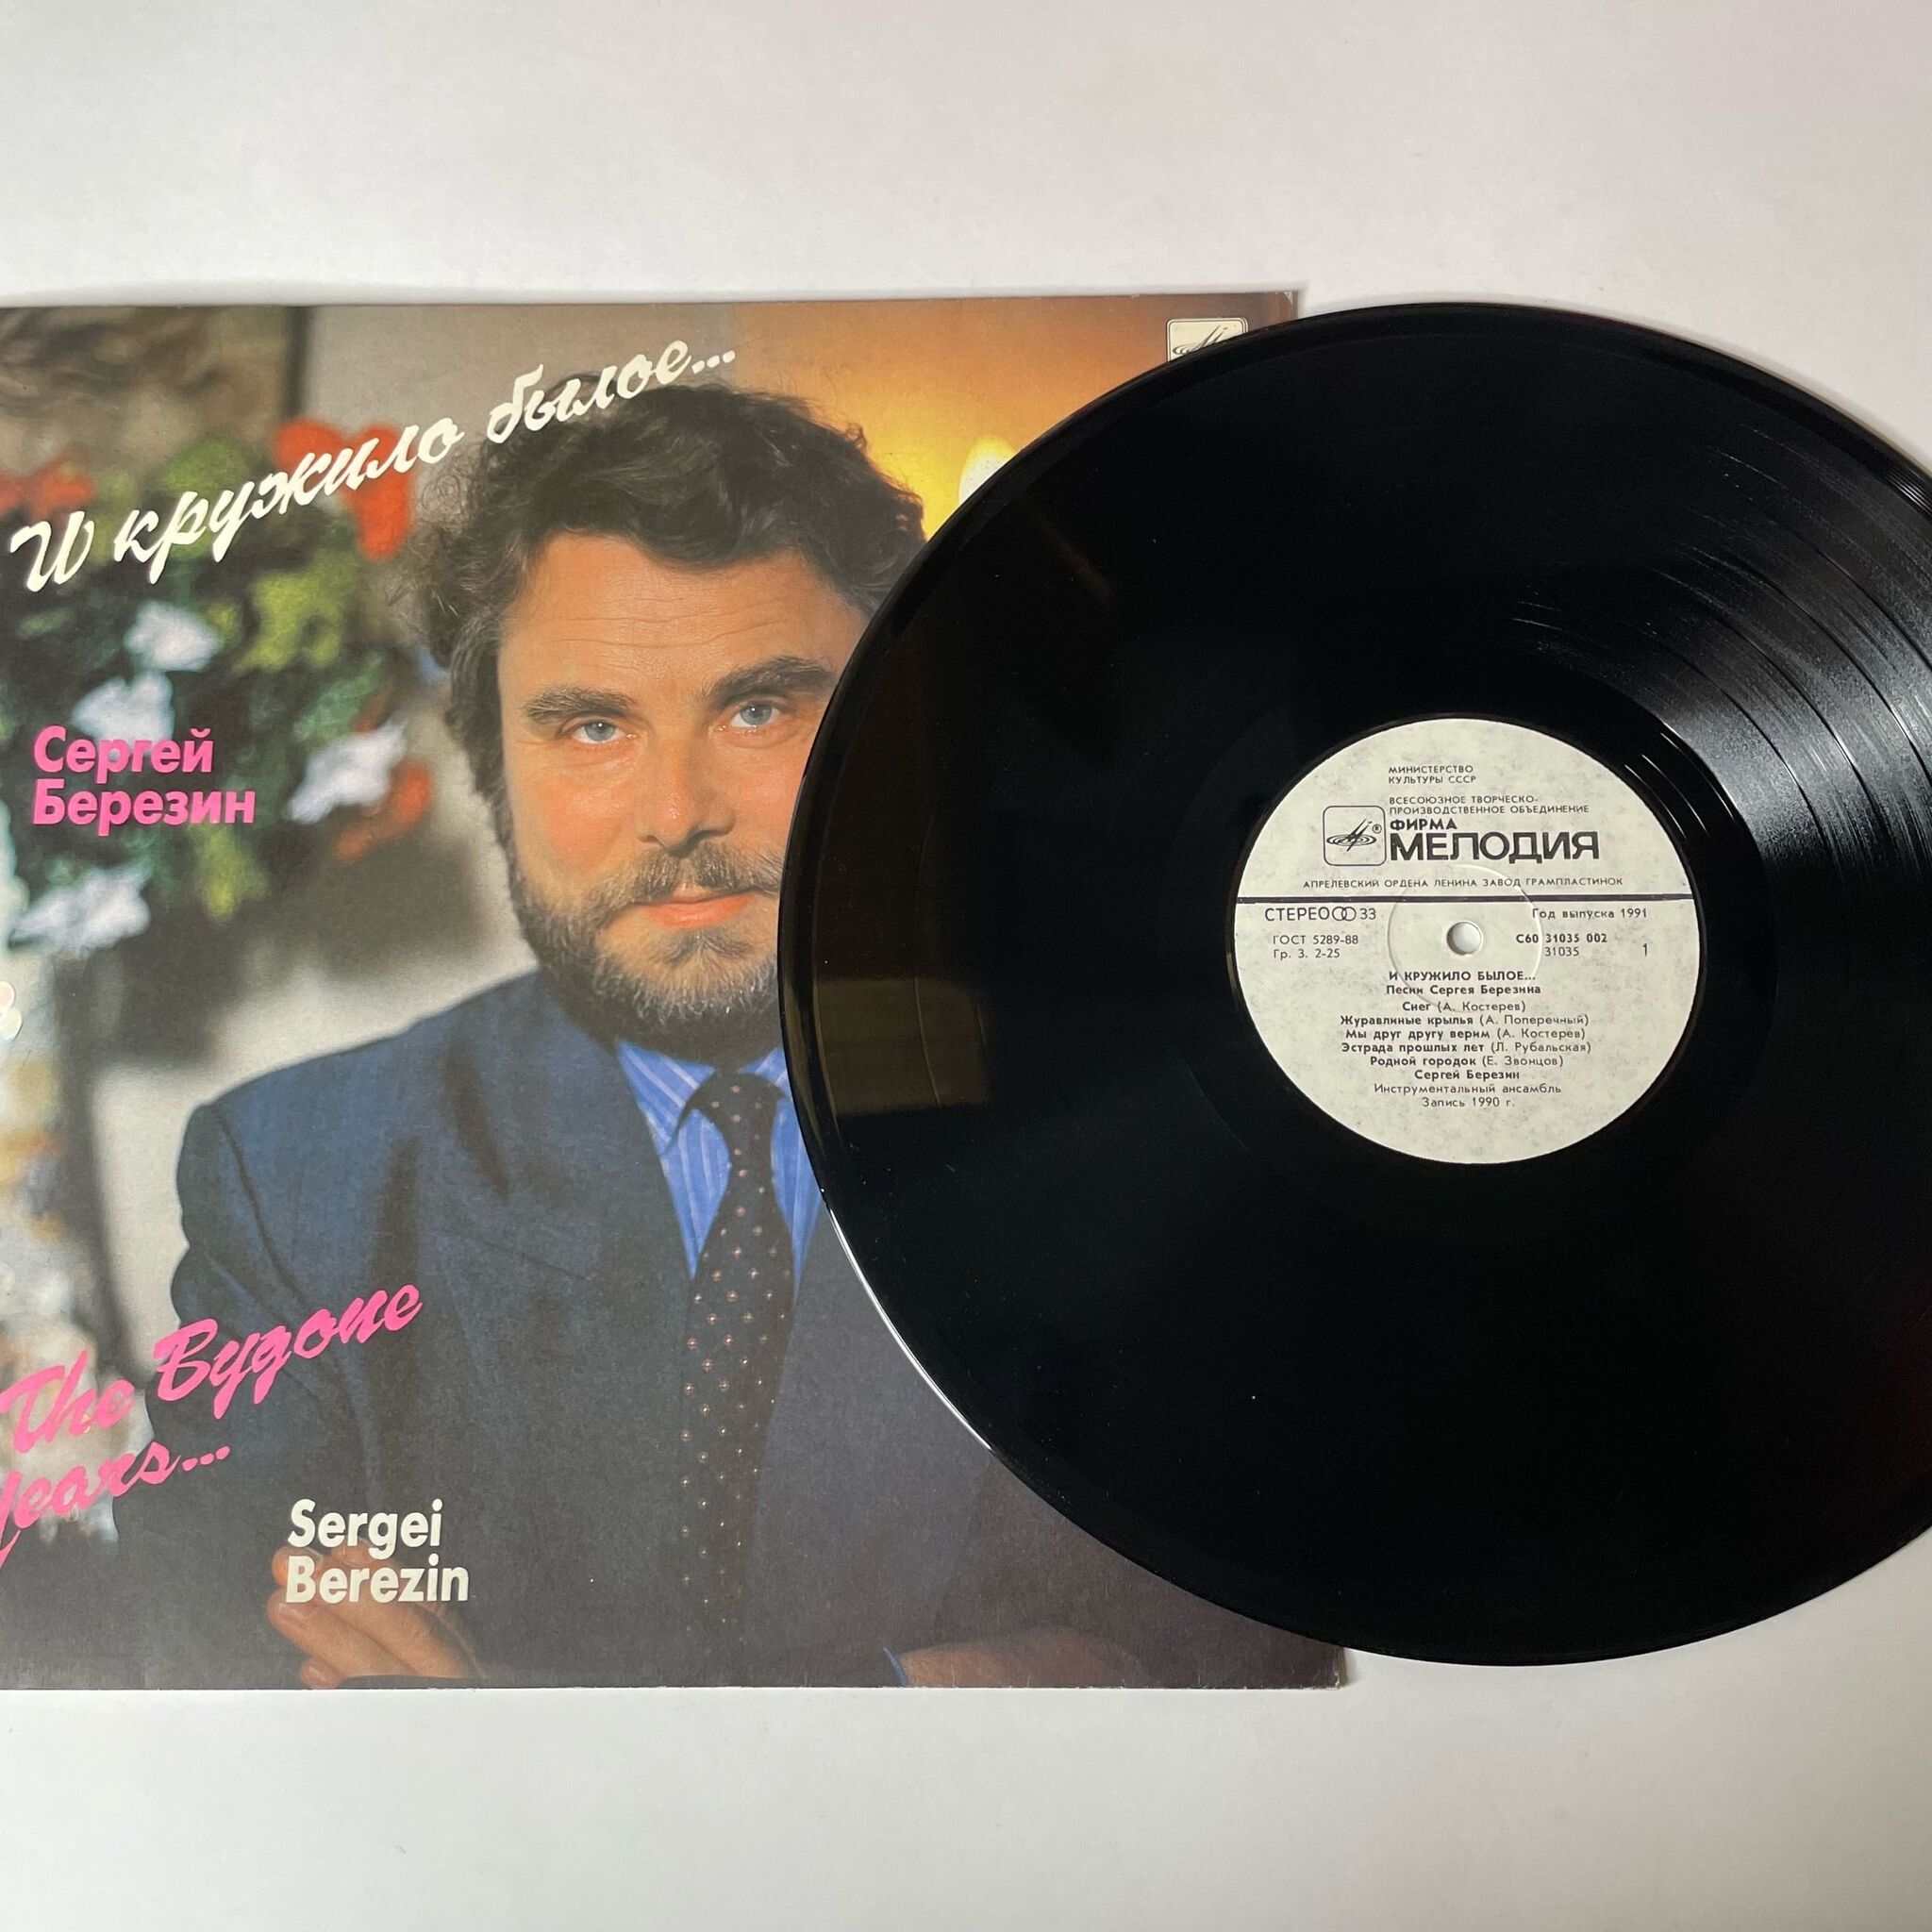 И кружило былое...
Сергей
Березин
The Bygone
Years...
Sergei
Berezin
МИНИСТЕРСТВО
КУЛЬТУРЫ СССР
ВСЕСОЮЗНОЕ ТВОРЧЕСКО-
ПРОИЗВОДСТВЕННОЕ ОБЪЕДИНЕНИЕ
ФИРМА
МЕЛОДИЯ
АПРЕЛЕВСКИЙ ОРДЕНА ЛЕНИНА ЗАВОД ГРАМПЛАСТИНОК
СТЕРЕО 33
Год выпуска 1991
ГОСТ 5289-88
Гр. 3. 2-25
С60 31035 002
31035
1
И КРУЖИЛО БЫЛОЕ...
Песни Сергея Березина
Снег (А. Костерев)
Журавлиные крылья (А. Поперечный)
Мы друг другу верим (А. Костерев)
Эстрада прошлых лет (Л. Рубальская)
Родной городок (Е. Звонцов)
Сергей Березин
Инструментальный ансамбль
Запись 1990 г.